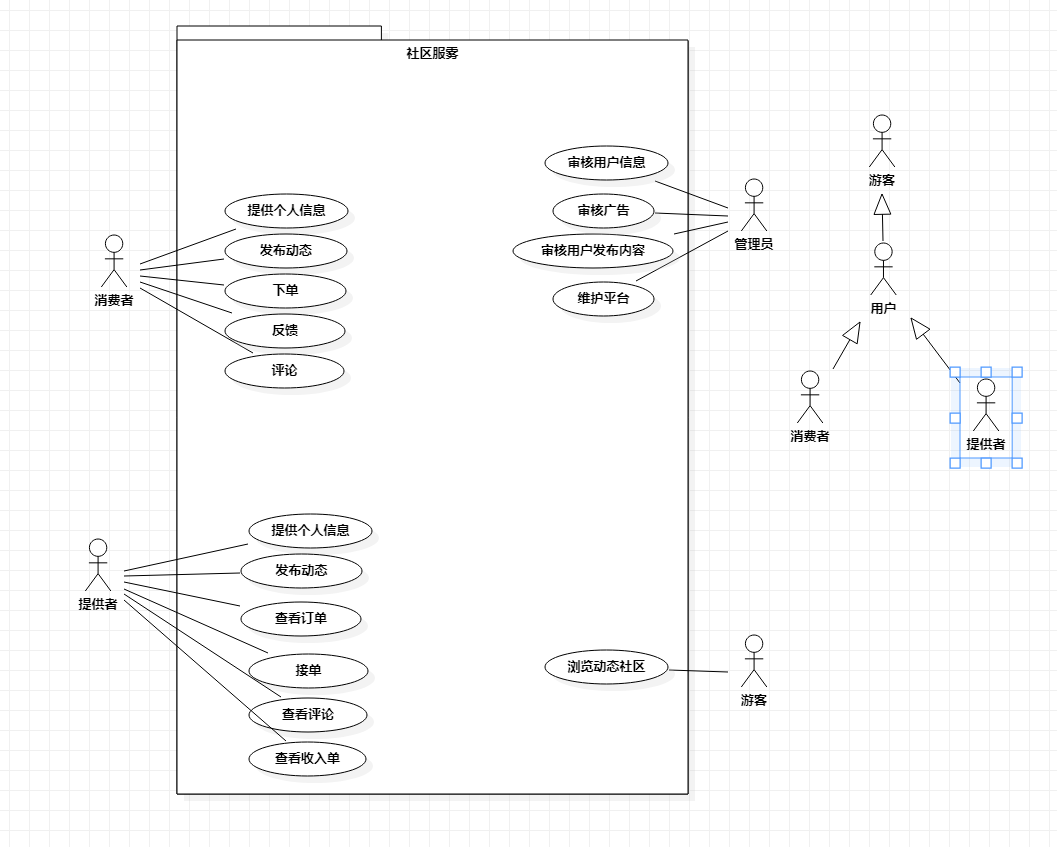 社区服雾
审核用户信息
审核广告
审核用户发布内容
维护平台
管理员
游客
用户
消费者
提供者
提供个人信息
发布动态
下单
反馈
评论
消费者
提供个人信息
发布动态
查看订单
接单
查看评论
查看收入单
提供者
浏览动态社区
游客